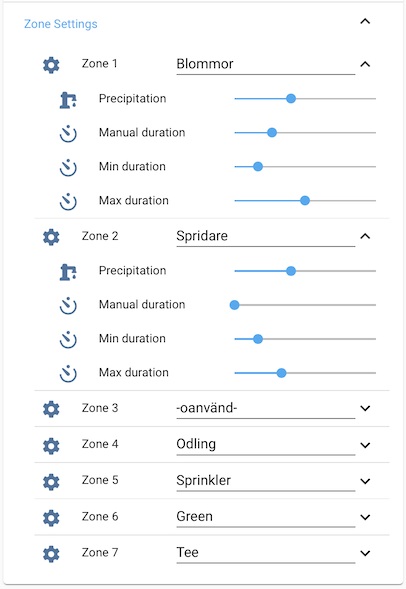 Zone Settings
Zone 1 Blommor
Precipitation
Manual duration
Min duration
Max duration
Zone 2 Spridare
Precipitation
Manual duration
Min duration
Max duration
Zone 3 -oanvänd-
Zone 4 Odling
Zone 5 Sprinkler
Zone 6 Green
Zone 7 Tee